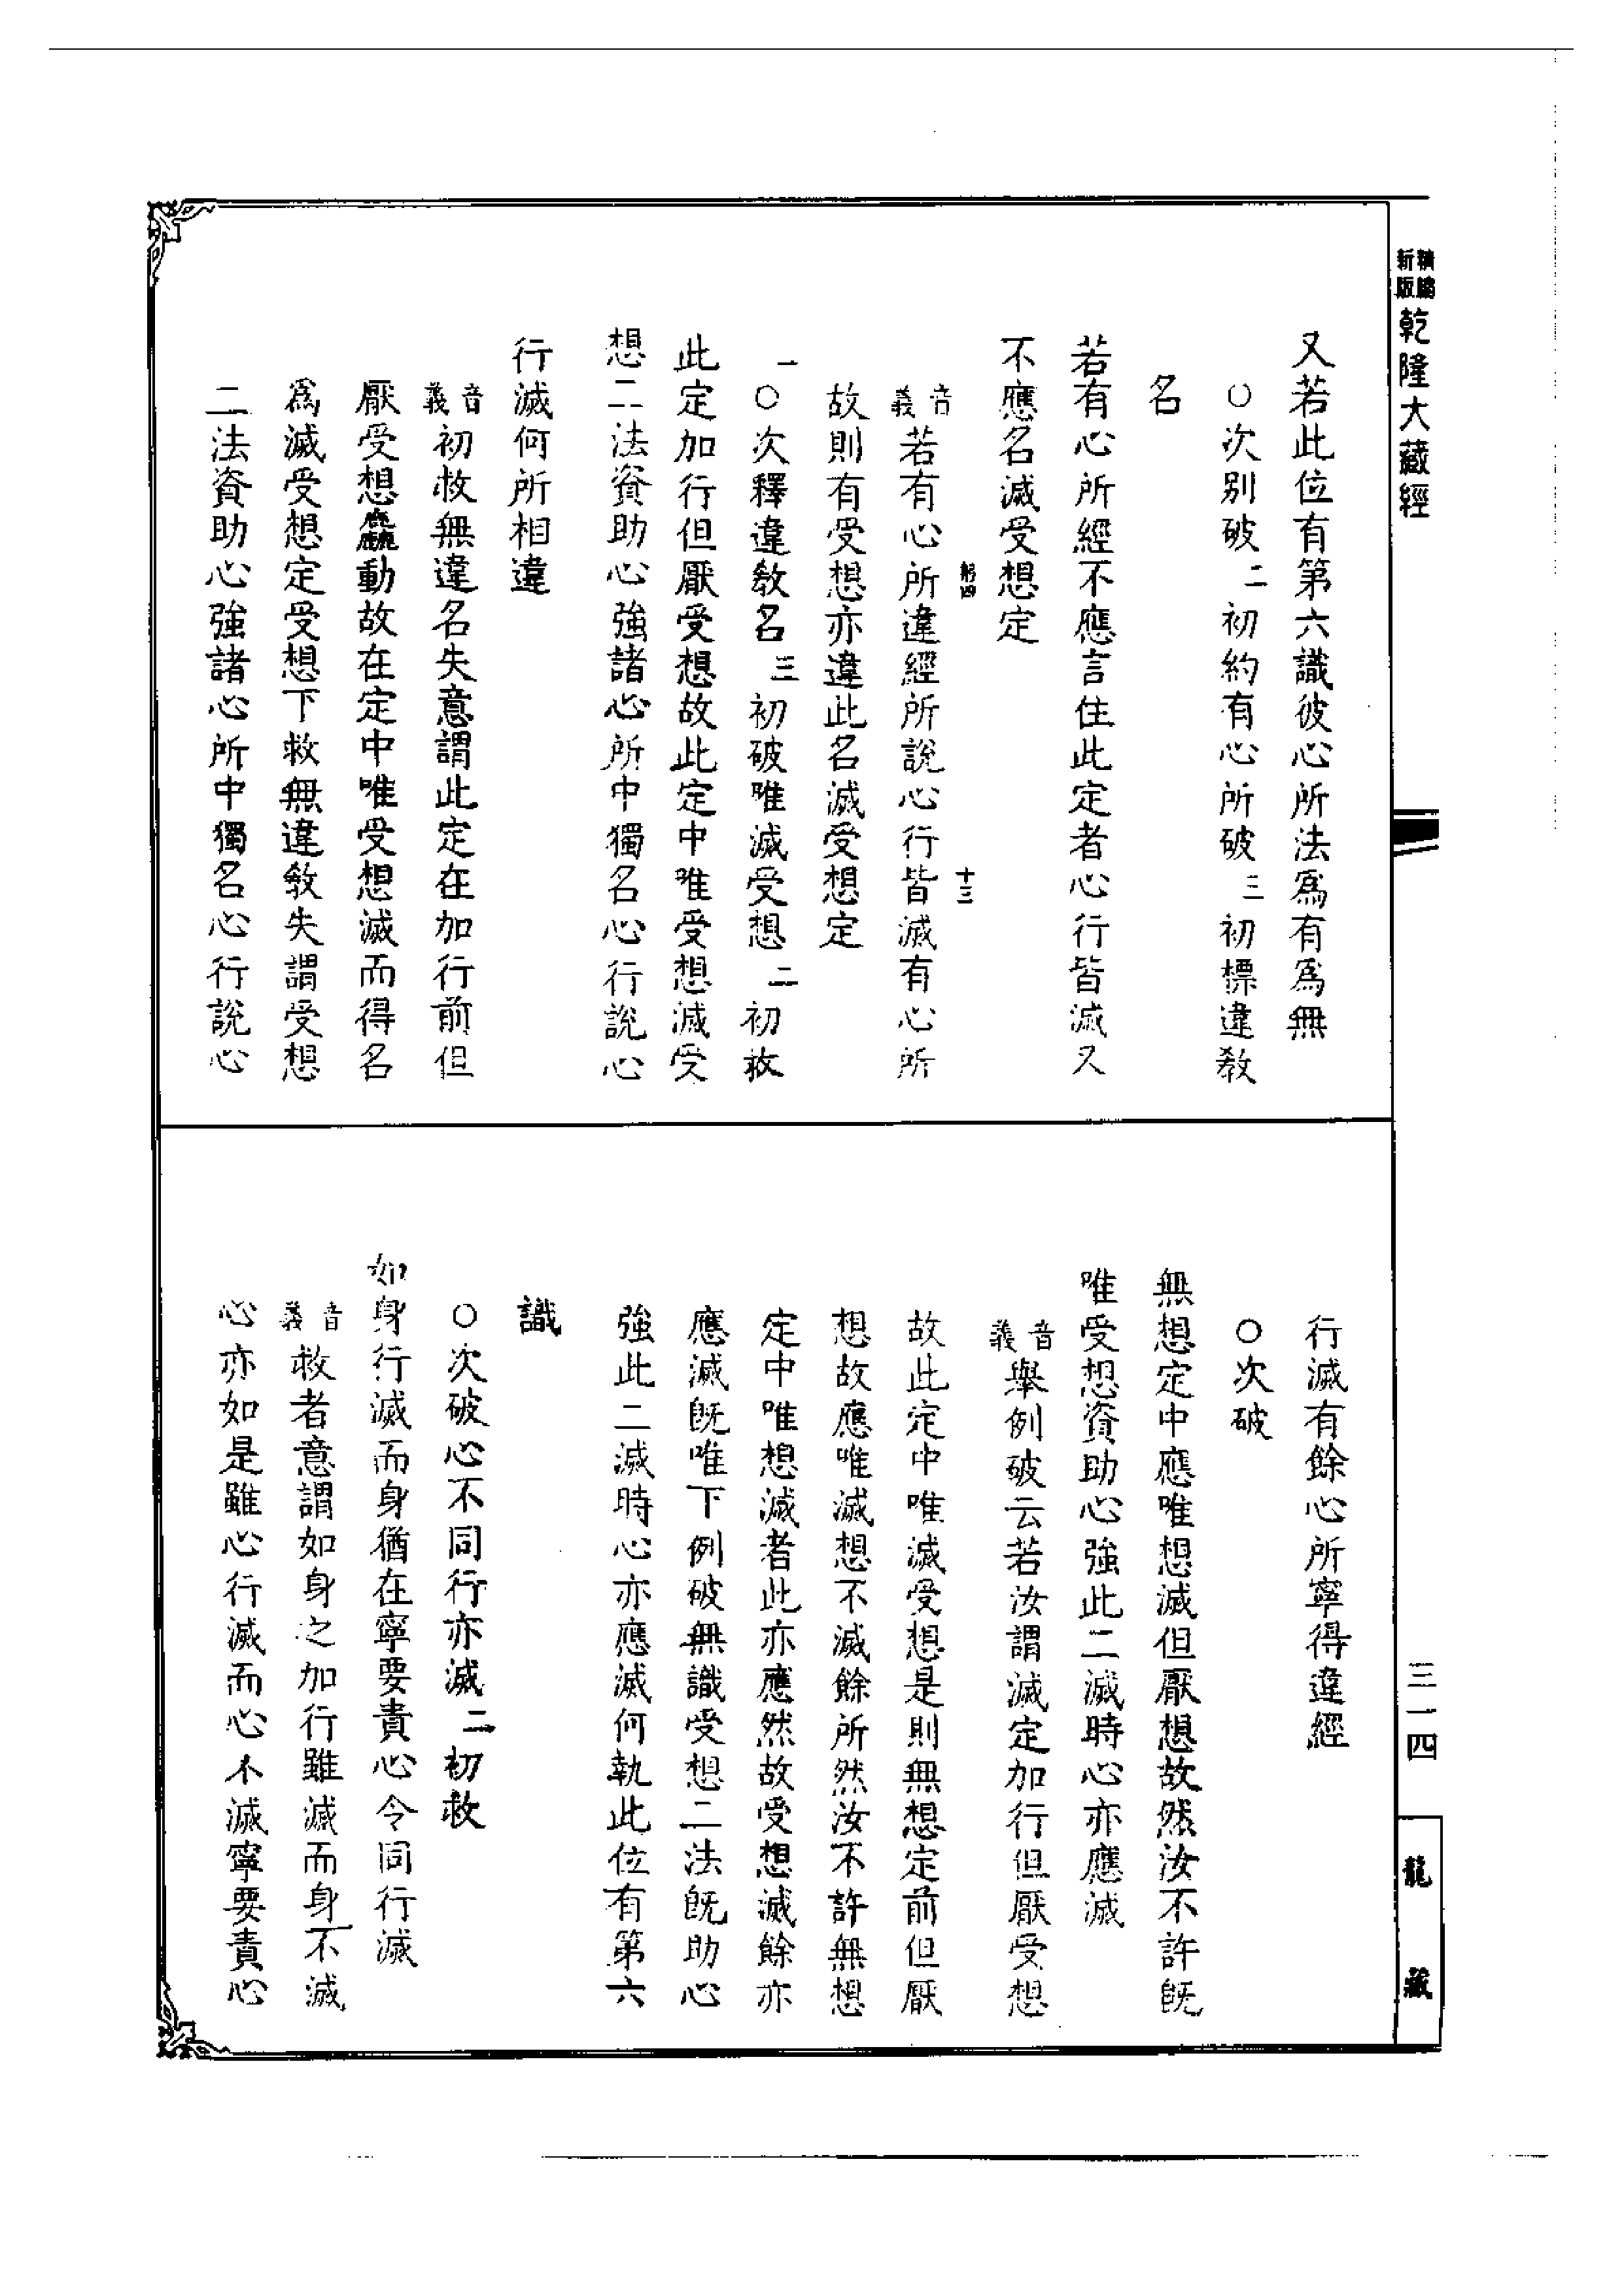 精編
新版
乾隆大藏經
又若此位有第六識彼心所法爲有爲無
○次別破二初約有心所破三初標違教
名
若有心所經不應言住此定者心行皆滅又
不應名滅受想定
十三
音義若有心所違經所說心行皆滅有心所
故則有受想亦違此名滅受想定
○次釋違教名三初破唯滅受想二初救
此定加行但厭受想故此定中唯受想滅受
想二法資助心強諸心所中獨名心行說心
行滅何所相違
音義初救無違名失意謂此定在加行前但
厭受想麤動故在定中唯受想滅而得名
爲滅受想定受想下救無違教失謂受想
二法資助心強諸心所中獨名心行說心
行滅有餘心所寧得違經
○次破
無想定中應唯想滅但厭想故然汝不許既
唯受想資助心強此二滅時心亦應滅
音義舉例破云若汝謂滅定加行但厭受想
故此定中唯滅受想是則無想定前但厭
想故應唯滅想不滅餘所然汝不許無想
定中唯想滅者此亦應然故受想滅餘亦
應滅既唯下例破無識受想二法既助心
強此二滅時心亦應滅何執此位有第六
識
○次破心不同行亦滅二初救
如身行滅而身猶在寧要責心令同行滅
音義救者意謂如身之加行雖滅而身不滅
心亦如是雖心行滅而心不滅寧要責心
三一四
龍藏